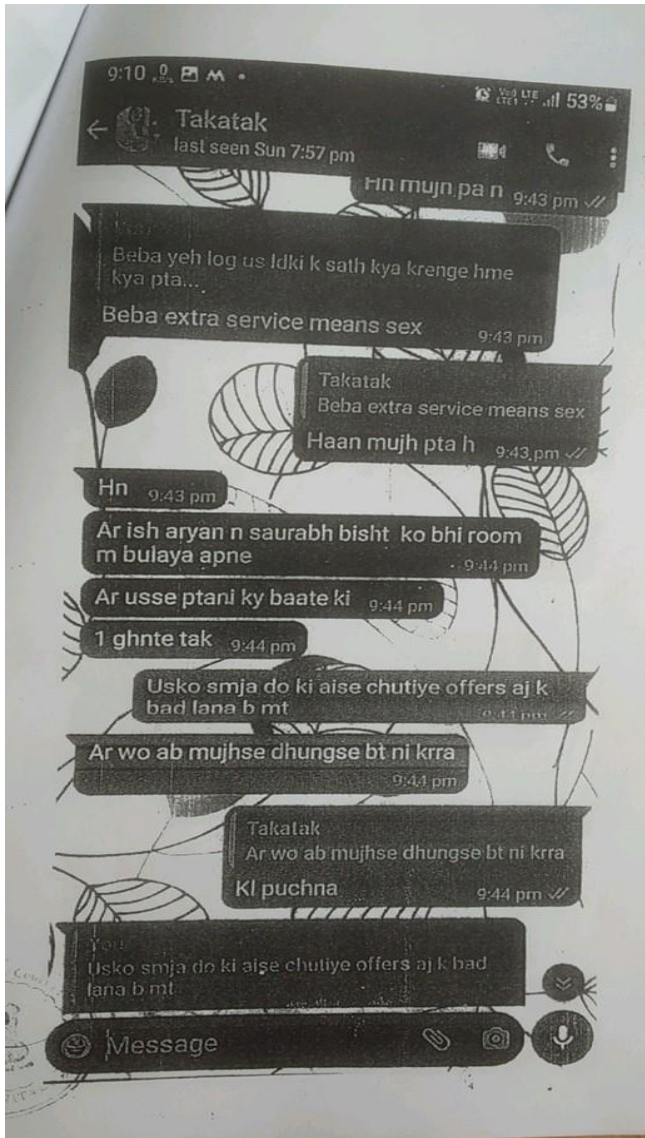 9:10
53%
Takatak
last seen Sun 7:57 pm
Hn mujh pa n 9:43 pm
Beba yeh log us ldki k sath kya krenge hme
kya pta...
Beba extra service means sex
9:43 pm
Takatak
Beba extra service means sex
Haan mujh pta h 9:43 pm
Hn 9:43 pm
Ar ish aryan n saurabh bisht ko bhi room
m bulaya apne
9:44 pm
Ar usse ptani ky baate ki 9:44 pm
1 ghnte tak 9:44 pm
Usko smja do ki aise chutiye offers aj k
bad lana b mt
9:44 pm
Ar wo ab mujhse dhungse bt ni krra
9:44 pm
Takatak
Ar wo ab mujhse dhungse bt ni krra
Kl puchna 9:44 pm
You
Usko smja do ki aise chutiye offers aj k bad
lana b mt
Message